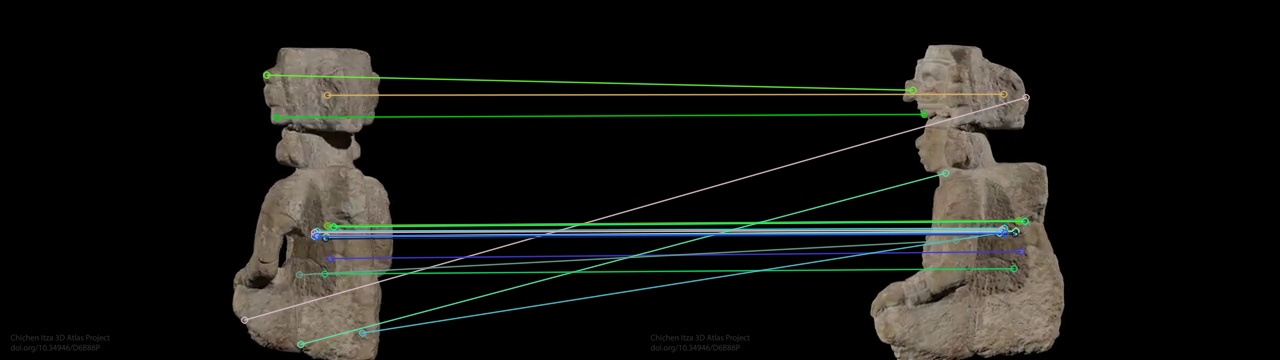 Chichen Itza 3D Atlas Project
doi.org/10.34946/D6B88P
Chichen Itza 3D Atlas Project
doi.org/10.34946/D6B88P